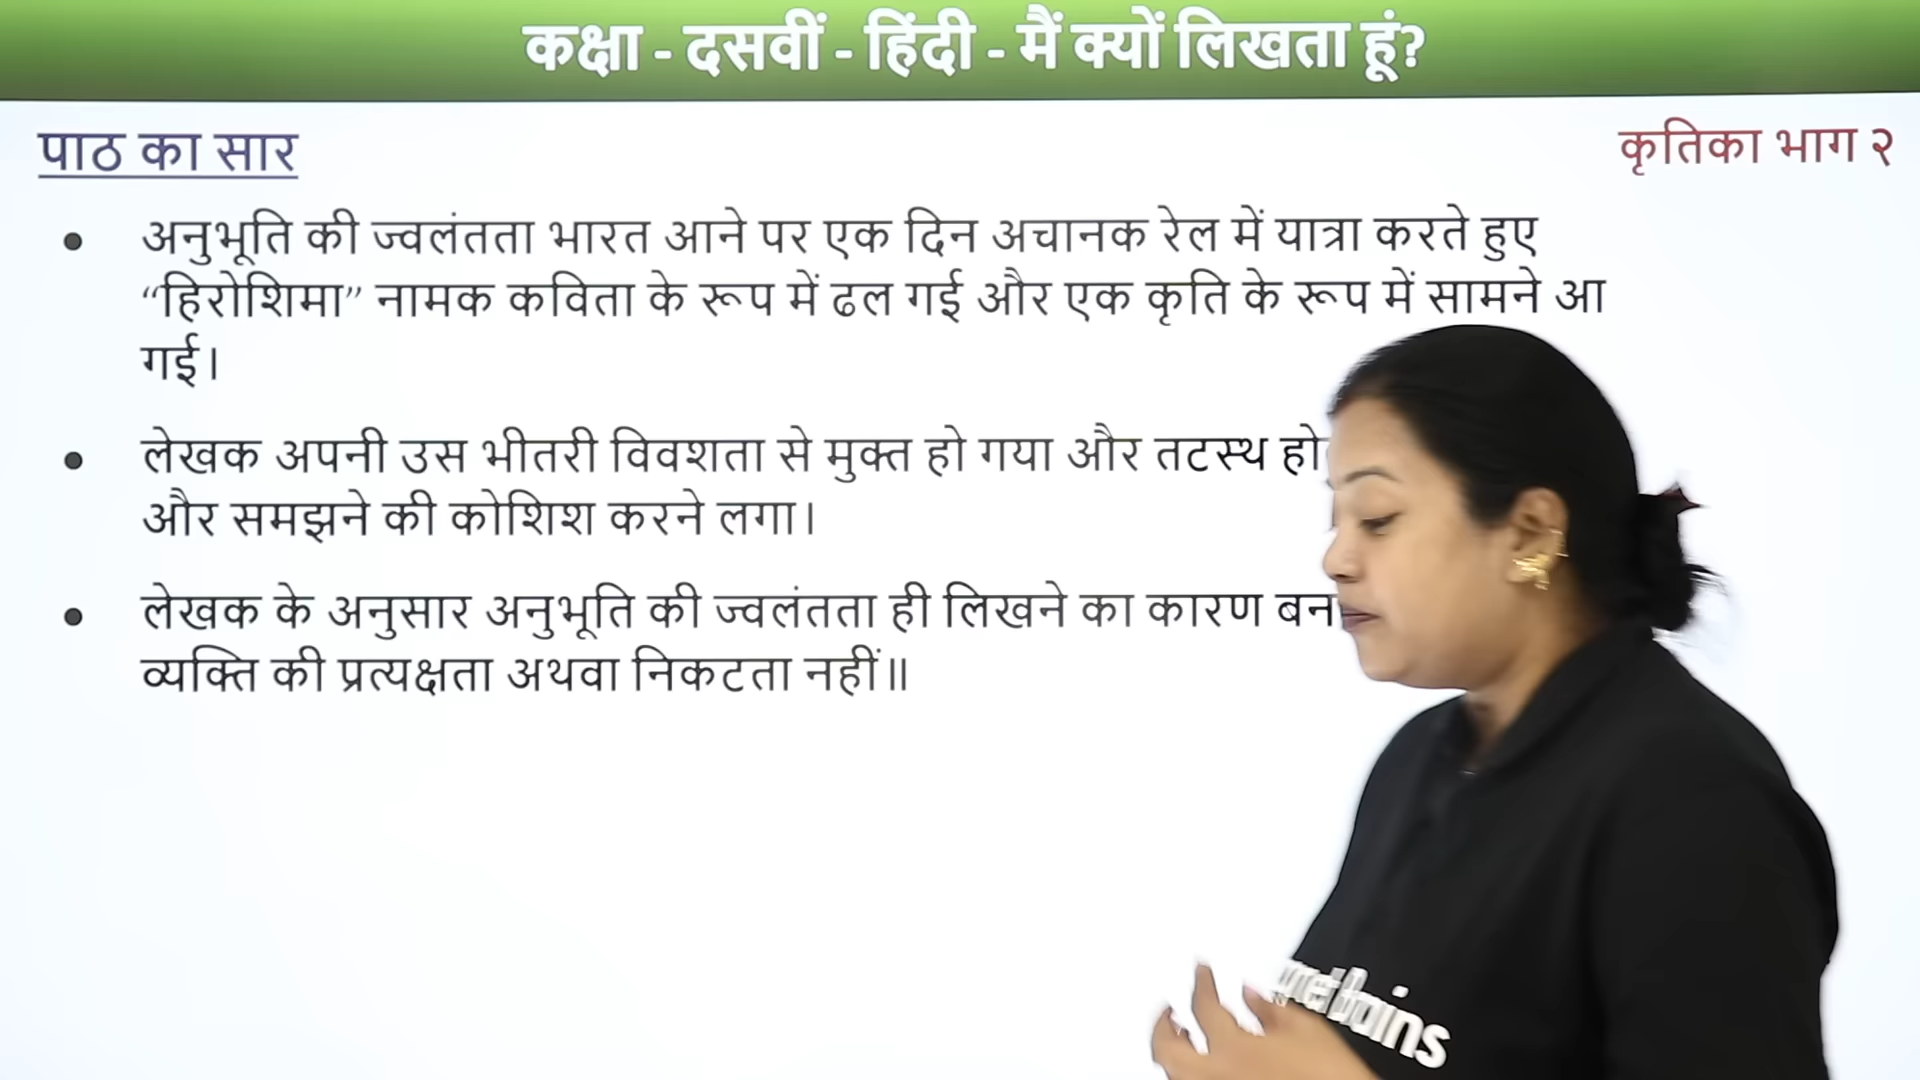 कक्षा - दसवीं - हिंदी - मैं क्यों लिखता हूं?
पाठ का सार
कृतिका भाग २
• अनुभूति की ज्वलंतता भारत आने पर एक दिन अचानक रेल में यात्रा करते हुए
“हिरोशिमा” नामक कविता के रूप में ढल गई और एक कृति के रूप में सामने आ
गई।
• लेखक अपनी उस भीतरी विवशता से मुक्त हो गया और तटस्थ
और समझने की कोशिश करने लगा।
• लेखक के अनुसार अनुभूति की ज्वलंतता ही लिखने का कारण
व्यक्ति की प्रत्यक्षता अथवा निकटता नहीं॥